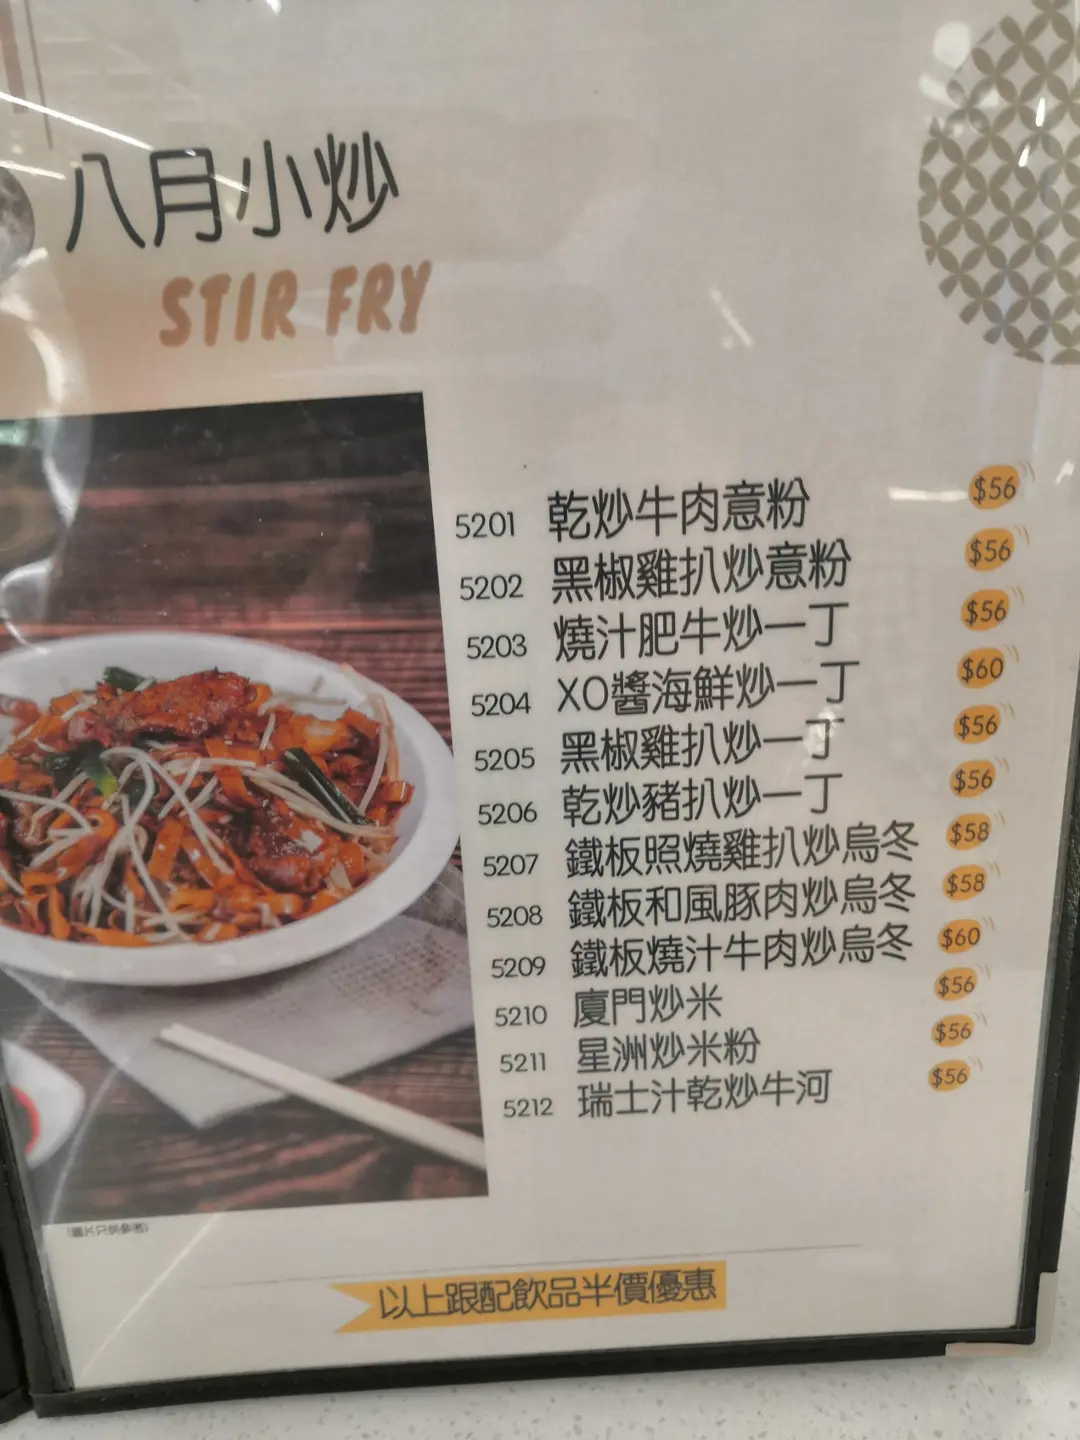 八月小炒
STIR FRY
5201 乾炒牛肉意粉 $56
5202 黑椒雞扒炒意粉 $56
5203 燒汁肥牛炒一丁 $56
5204 XO醬海鮮炒一丁 $60
5205 黑椒雞扒炒一丁 $56
5206 乾炒豬扒炒一丁 $56
5207 鐵板照燒雞扒炒烏冬 $58
5208 鐵板和風豚肉炒烏冬 $58
5209 鐵板燒汁牛肉炒烏冬 $60
5210 廈門炒米 $56
5211 星洲炒米粉 $56
5212 瑞士汁乾炒牛河 $56
(圖片只供參考)
以上跟配飲品半價優惠